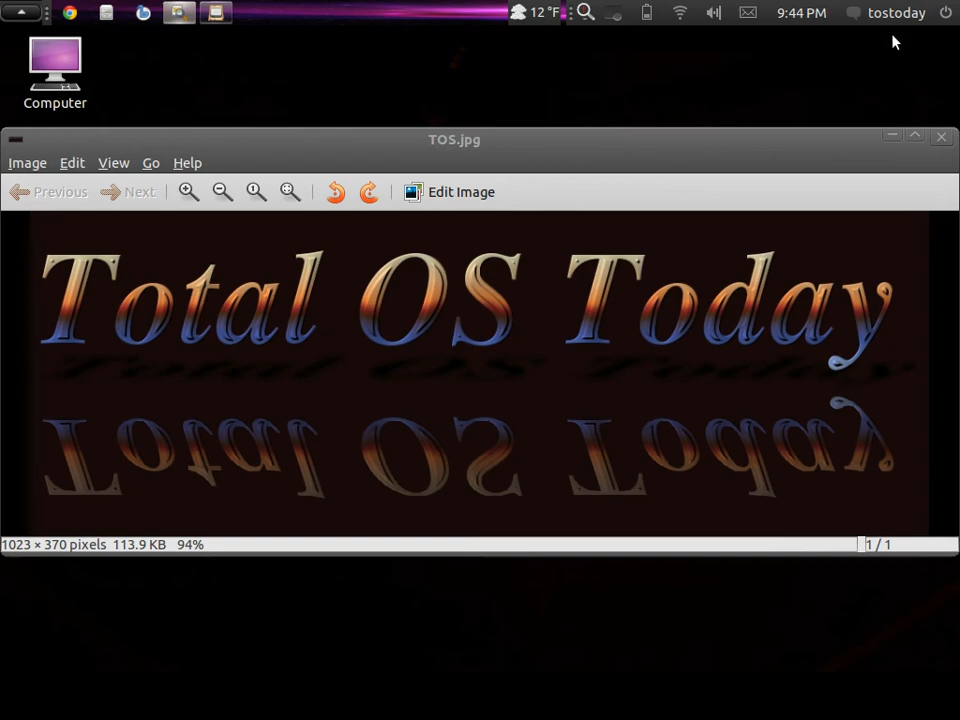 12 °F 9:44 PM tostoday
Computer
TOS.jpg
Image Edit View Go Help
Previous Next Edit Image
Total OS Today
1023 × 370 pixels 113.9 KB 94% 1 / 1